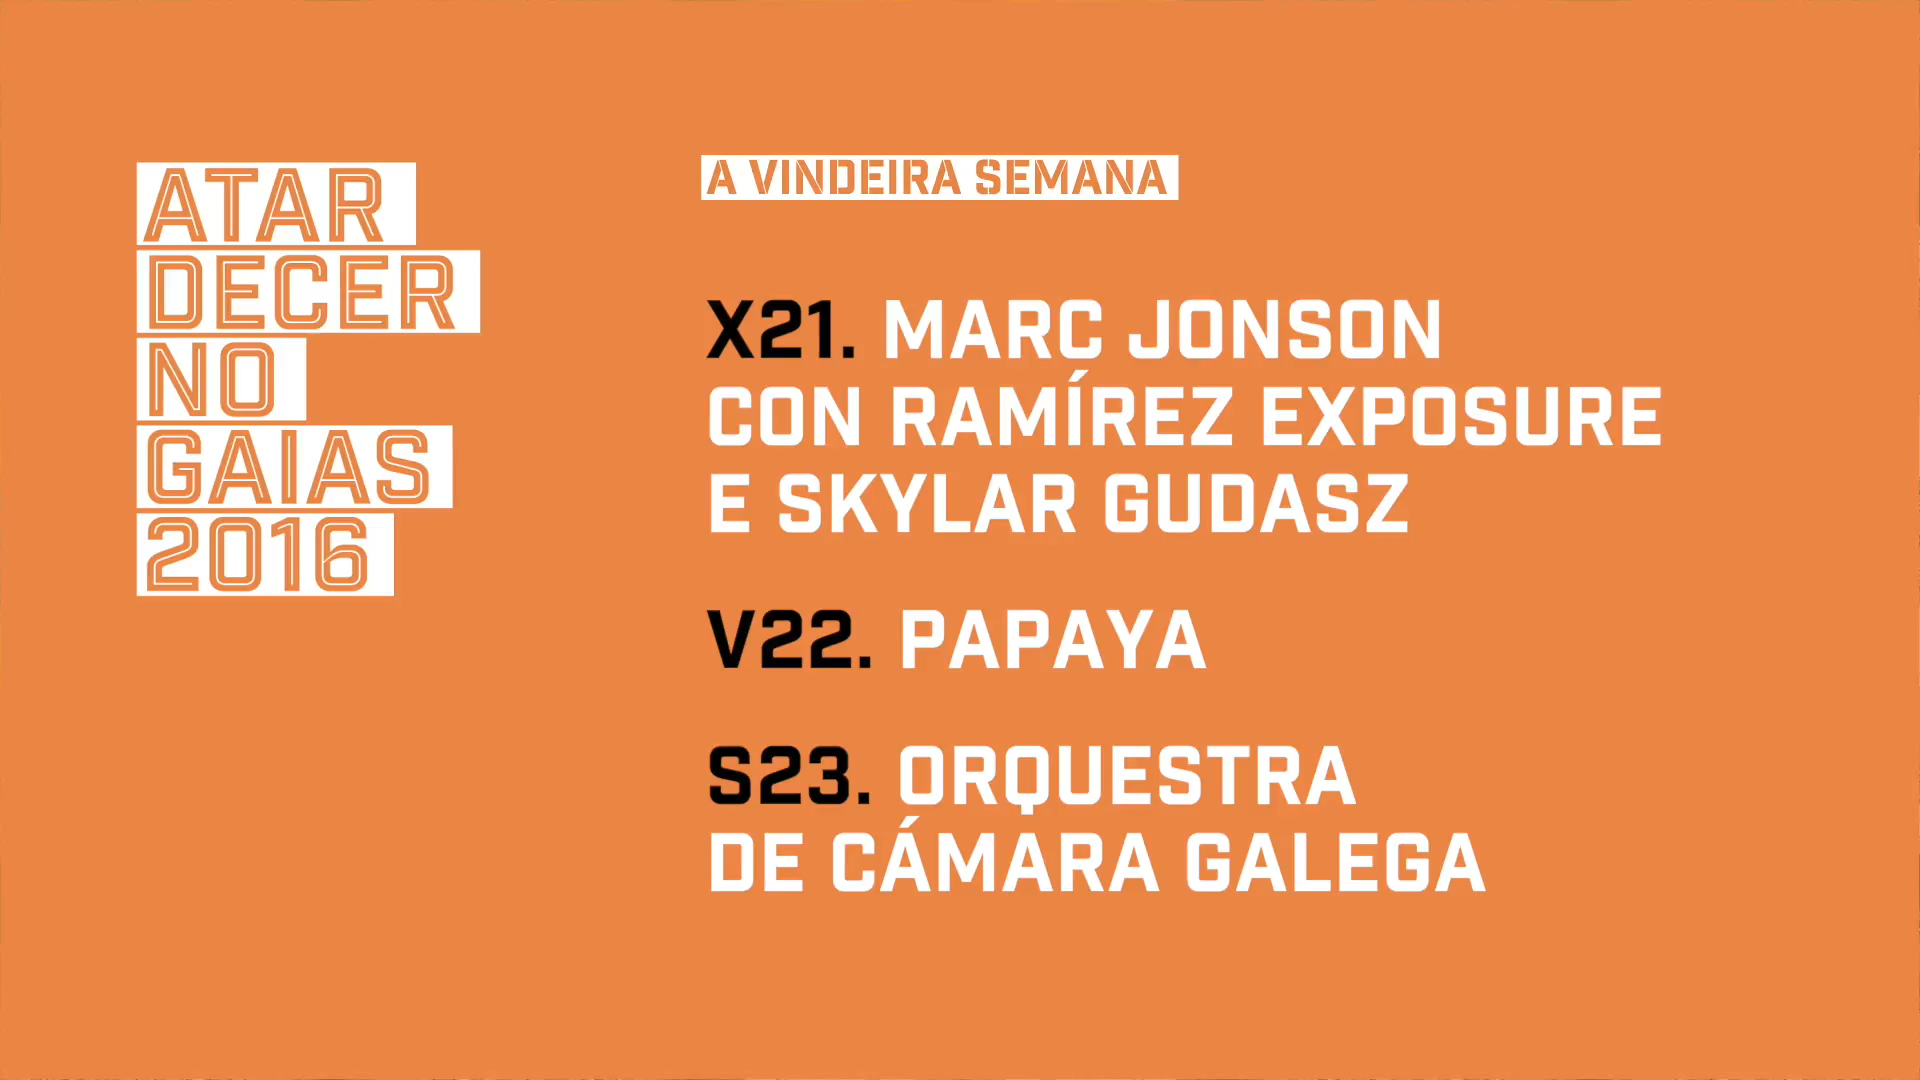 ATAR
DECER
NO
GAIAS
2016
A VINDEIRA SEMANA
X21. MARC JONSON
CON RAMÍREZ EXPOSURE
E SKYLAR GUDASZ
V22. PAPAYA
S23. ORQUESTRA
DE CÁMARA GALEGA